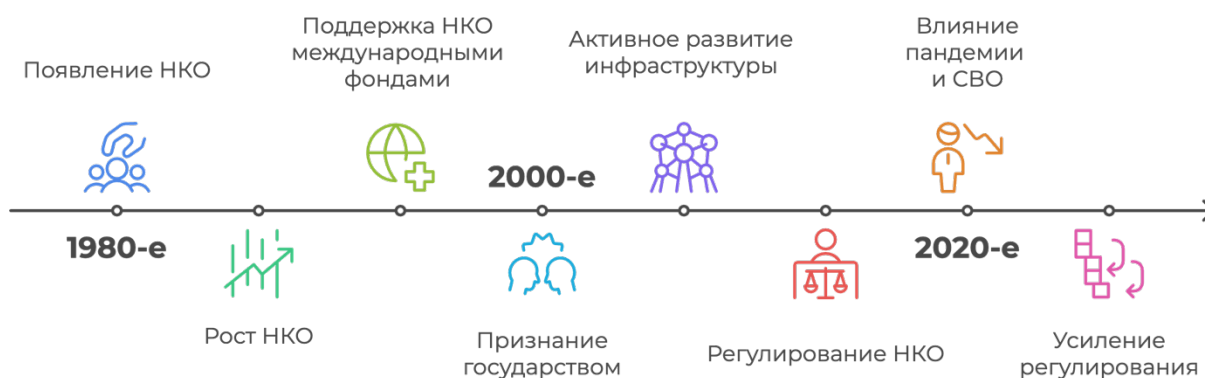 Появление НКО
Поддержка НКО
международными
фондами
Активное развитие
инфраструктуры
Влияние
пандемии
и СВО
2000-е
1980-е
2020-е
Рост НКО
Признание
государством
Регулирование НКО
Усиление
регулирования